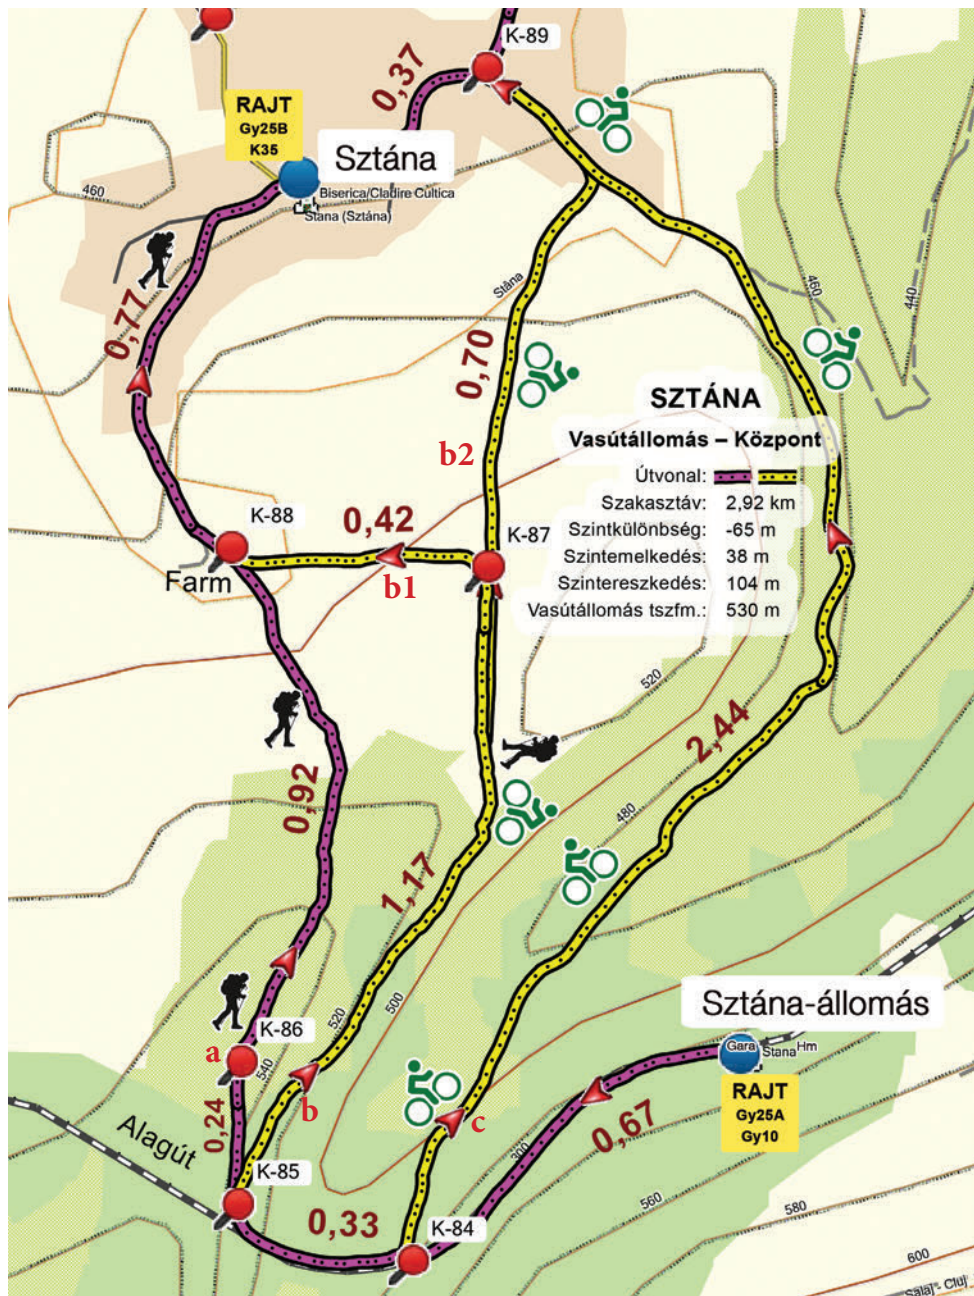 K-89
0,37
RAJT
Gy25B
K35
Sztána
460
Biserica/Cladire Cultica
Stana (Sztána)
Stâna
460
440
0,77
0,70
SZTÁNA
Vasútállomás – Központ
Útvonal:
Szakasztáv: 2,92 km
Szintkülönbség: -65 m
Szintemelkedés: 38 m
Szintereszkedés: 104 m
Vasútállomás tszfm.: 530 m
b2
K-88
0,42
K-87
Farm
b1
520
2,44
0,92
480
1,17
500
520
Sztána-állomás
K-86
a
540
Gara Stana Hm
b
c
RAJT
Gy25A
Gy10
0,67
0,24
Alagút
300
K-85
0,33
K-84
560
580
600
Salaj - Cluj